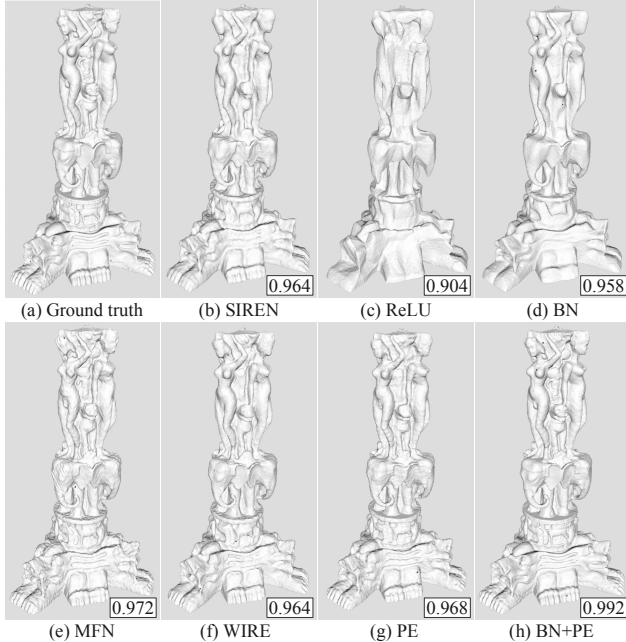 0.964
0.904
0.958
(a) Ground truth
(b) SIREN
(c) ReLU
(d) BN
0.972
0.964
0.968
0.992
(e) MFN
(f) WIRE
(g) PE
(h) BN+PE